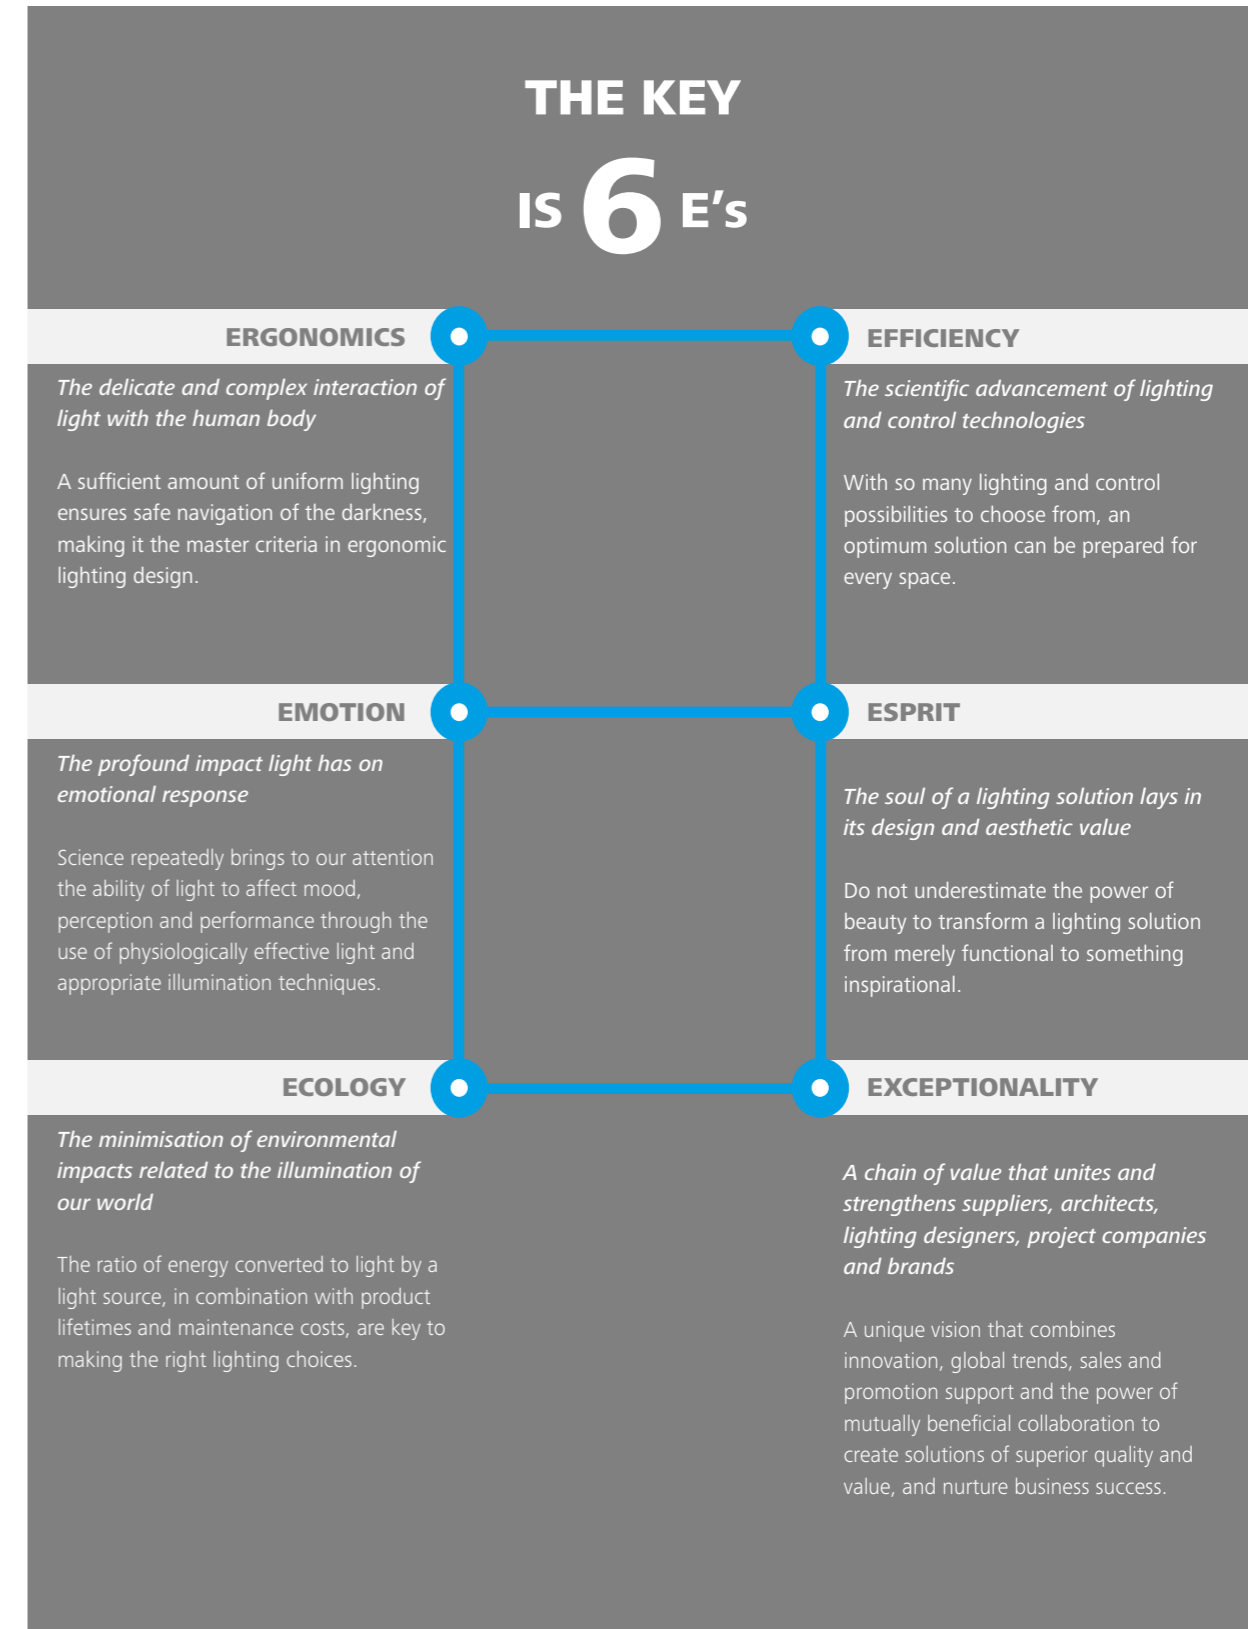 THE KEY
IS 6 E's
ERGONOMICS
The delicate and complex interaction of
light with the human body
A sufficient amount of uniform lighting
ensures safe navigation of the darkness,
making it the master criteria in ergonomic
lighting design.
EFFICIENCY
The scientific advancement of lighting
and control technologies
With so many lighting and control
possibilities to choose from, an
optimum solution can be prepared for
every space.
EMOTION
The profound impact light has on
emotional response
Science repeatedly brings to our attention
the ability of light to affect mood,
perception and performance through the
use of physiologically effective light and
appropriate illumination techniques.
ESPRIT
The soul of a lighting solution lays in
its design and aesthetic value
Do not underestimate the power of
beauty to transform a lighting solution
from merely functional to something
inspirational.
ECOLOGY
The minimisation of environmental
impacts related to the illumination of
our world
The ratio of energy converted to light by a
light source, in combination with product
lifetimes and maintenance costs, are key to
making the right lighting choices.
EXCEPTIONALITY
A chain of value that unites and
strengthens suppliers, architects,
lighting designers, project companies
and brands
A unique vision that combines
innovation, global trends, sales and
promotion support and the power of
mutually beneficial collaboration to
create solutions of superior quality and
value, and nurture business success.